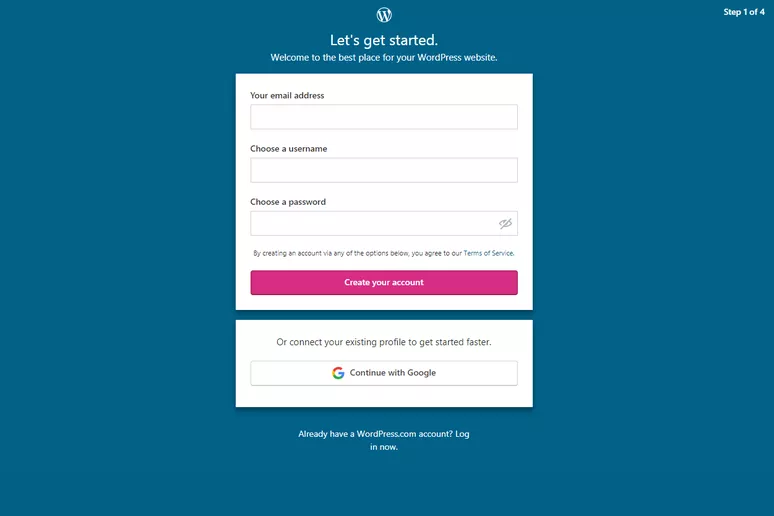 Step 1 of 4
Let's get started.
Welcome to the best place for your WordPress website.
Your email address
Choose a username
Choose a password
By creating an account via any of the options below, you agree to our Terms of Service.
Create your account
Or connect your existing profile to get started faster.
Continue with Google
Already have a WordPress.com account? Log
in now.